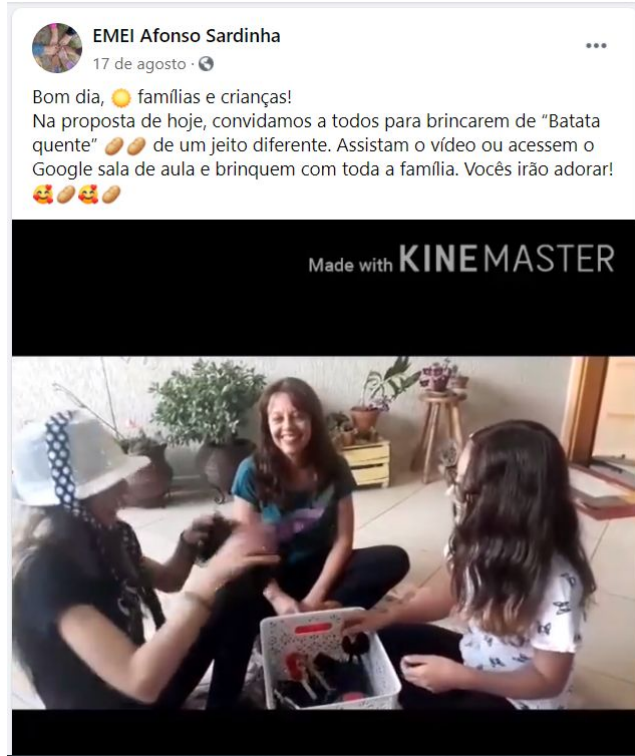 EMEI Afonso Sardinha
17 de agosto
Bom dia, ☀️ famílias e crianças!
Na proposta de hoje, convidamos a todos para brincarem de “Batata
quente” 🥔🥔 de um jeito diferente. Assistam o vídeo ou acessem o
Google sala de aula e brinquem com toda a família. Vocês irão adorar!
🥰🥔🥰🥔
Made with KINEMASTER